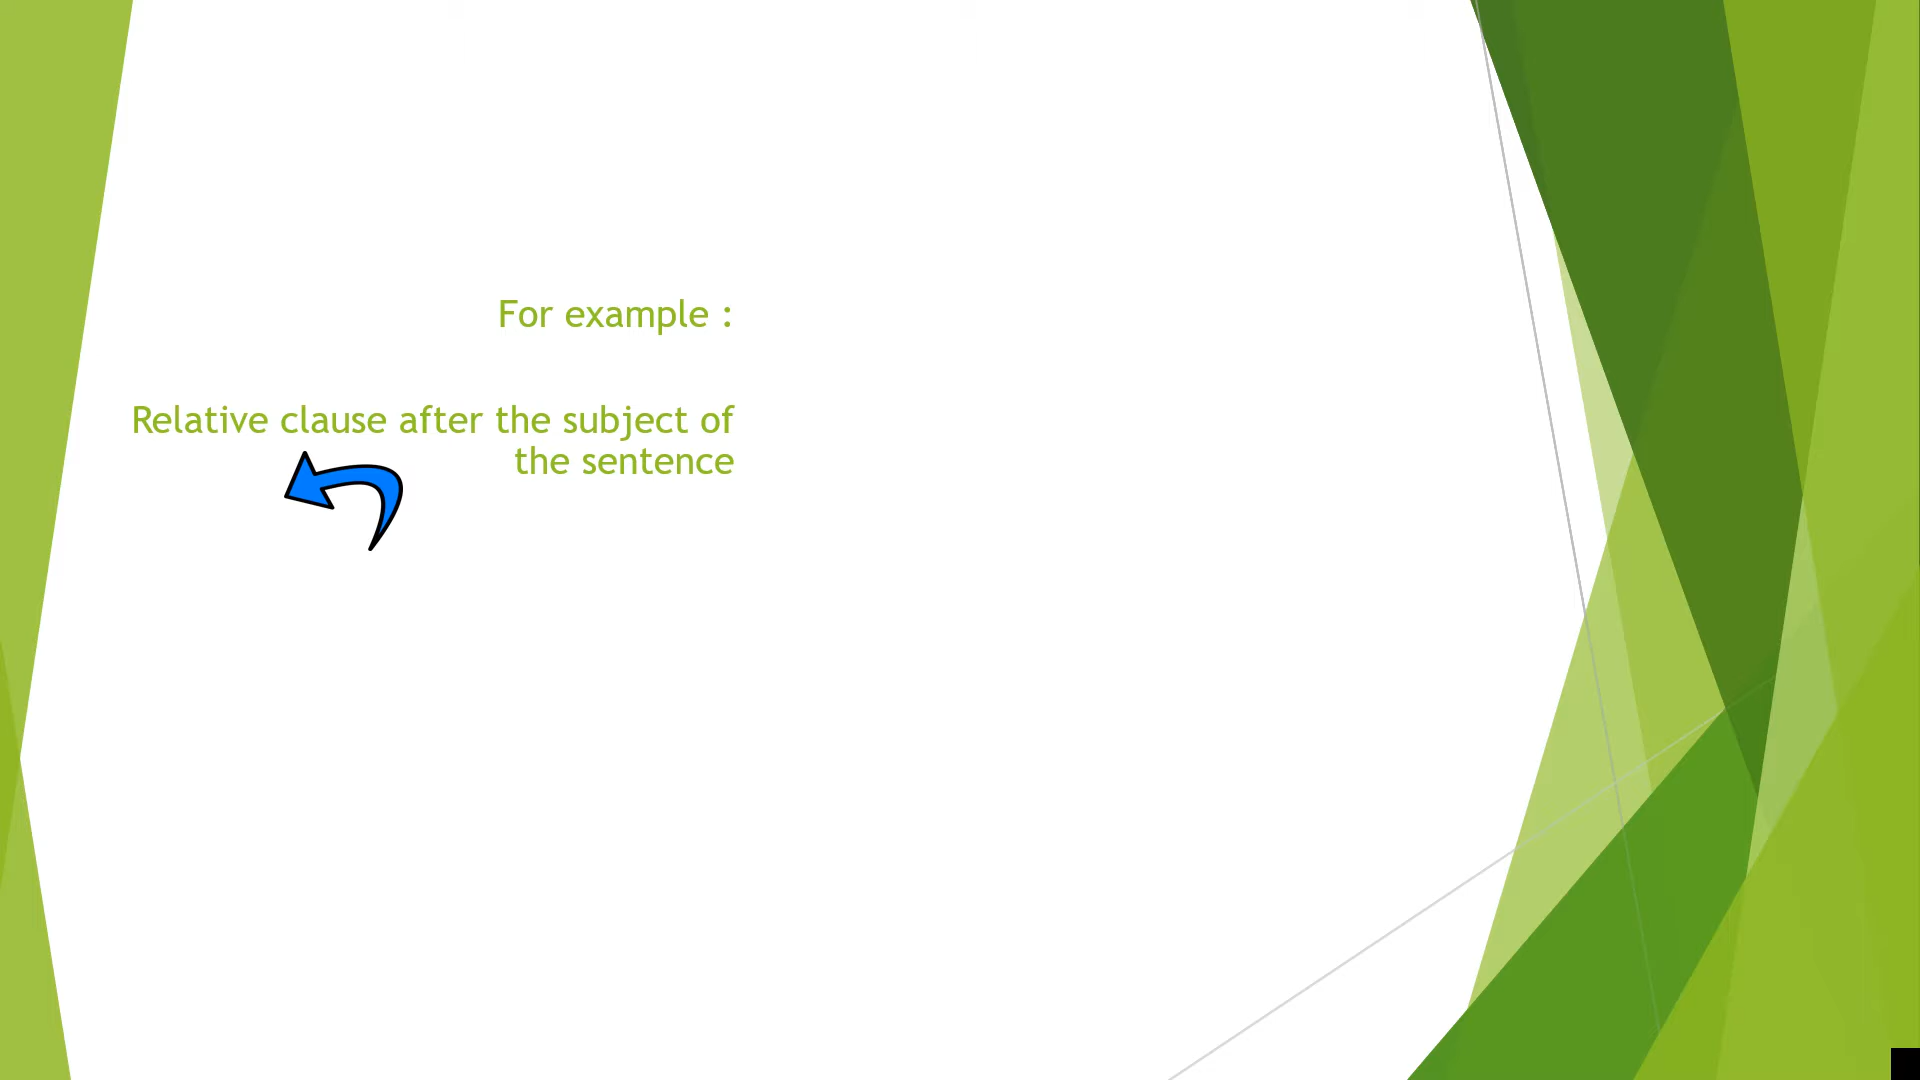 For example :
Relative clause after the subject of
the sentence